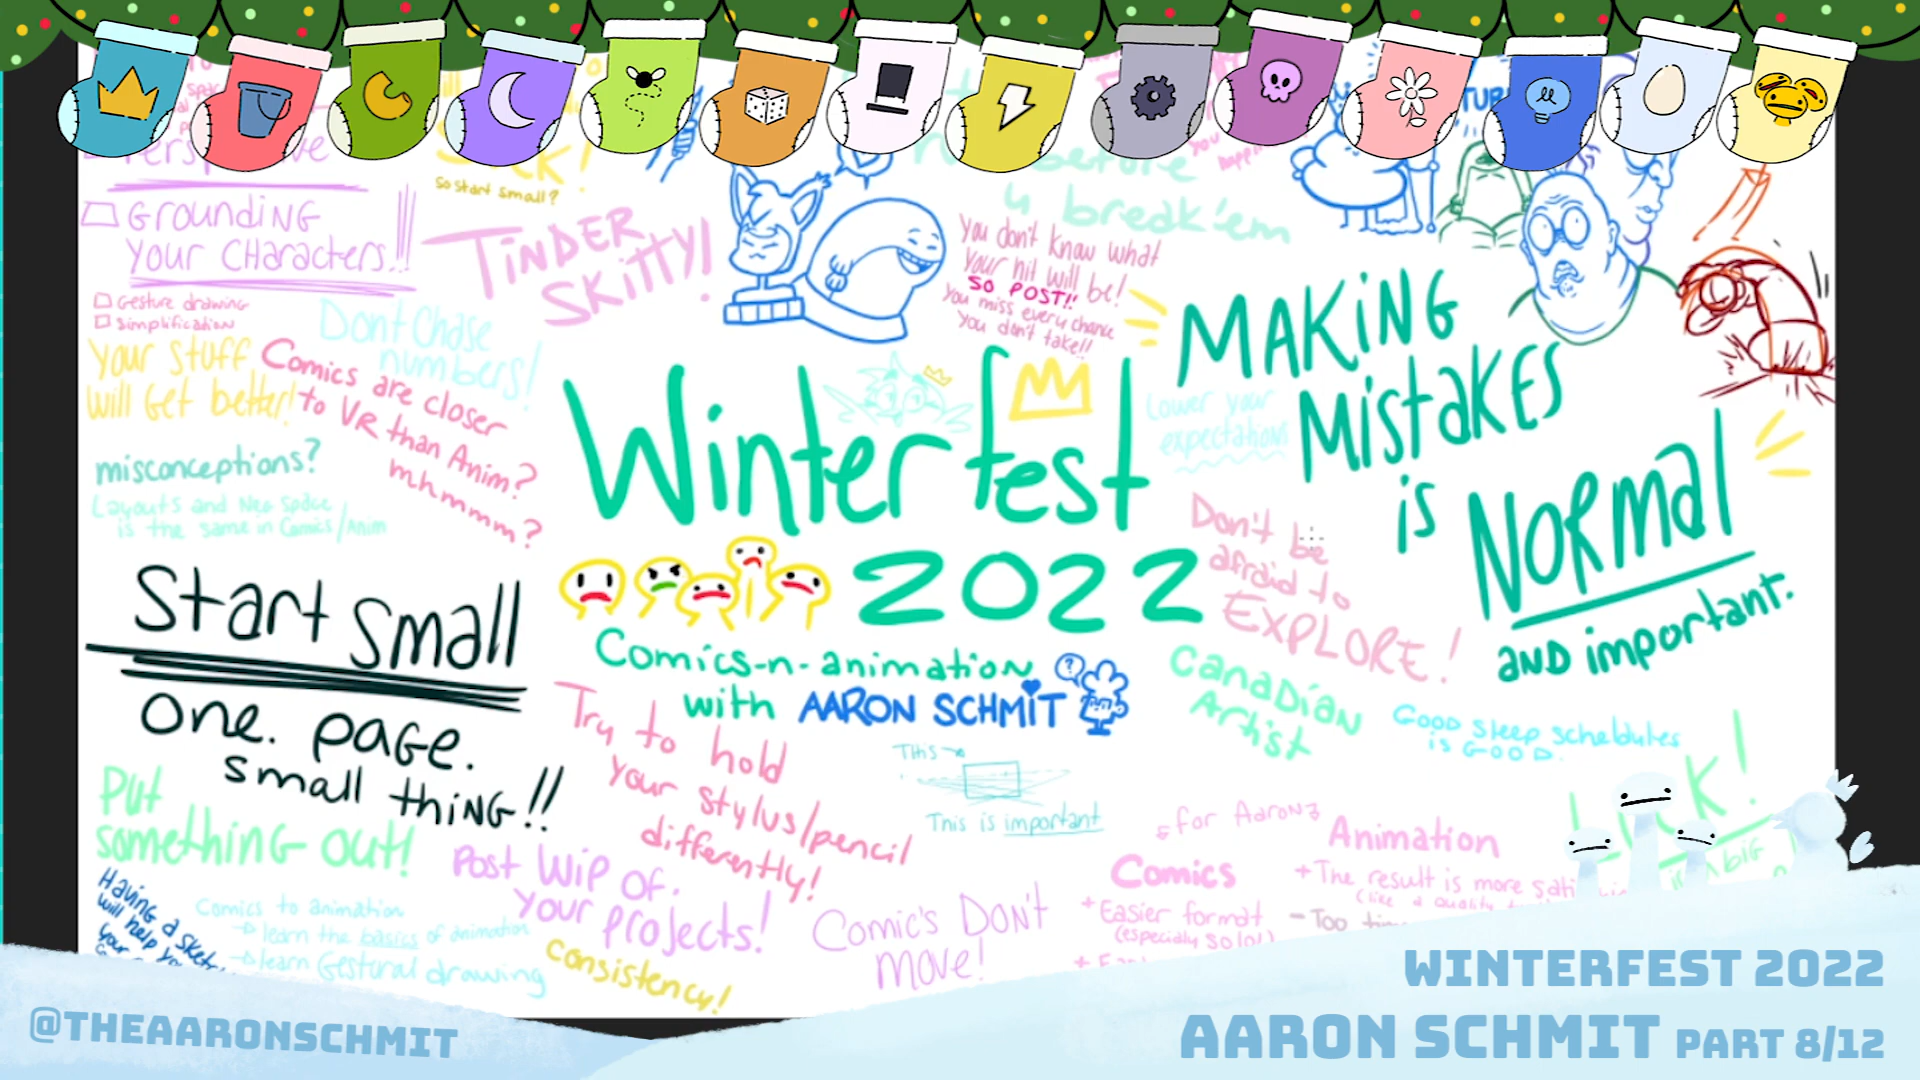 GROUNDING
YOUR CHARACTERS!!
Gesture drawing
Simplification
so start small?
TINDER
SKITTY!
Don't Chase
numbers!
Your stuff
will Get better!
Comics are closer
to VR than Anim?
mhmmmm?
misconceptions?
Layouts and Neg Space
is the same in Comics/Anim
Start small
one. page.
small thing!!
Put
something out!
Having a sketch
will help you
your
Comics to animation
learn the basics of animation
learn Gestural drawing
before
u break'em
You don't know what
your hit will be!
SO POST!!
You miss every chance
you don't take!!
Winterfest
2022
Comics-n-animation
with AARON SCHMIT
?
Try to hold
your stylus/pencil
differently!
Post WIP of.
your projects!
consistency!
This
This is important
Comic's Don't
move!
MAKING
MISTAKES
is NORMAL
AND important.
Lower your
expectation
Don't be
afraid to
EXPLORE!
Canadian
Artist
Good sleep scheldules
is GOOD.
for Aaron
Comics
+ Easier format
(especially solo!)
Animation
+ The result is more
- Too
big
@THEAARONSCHMIT
WINTERFEST 2022
AARON SCHMIT PART 8/12